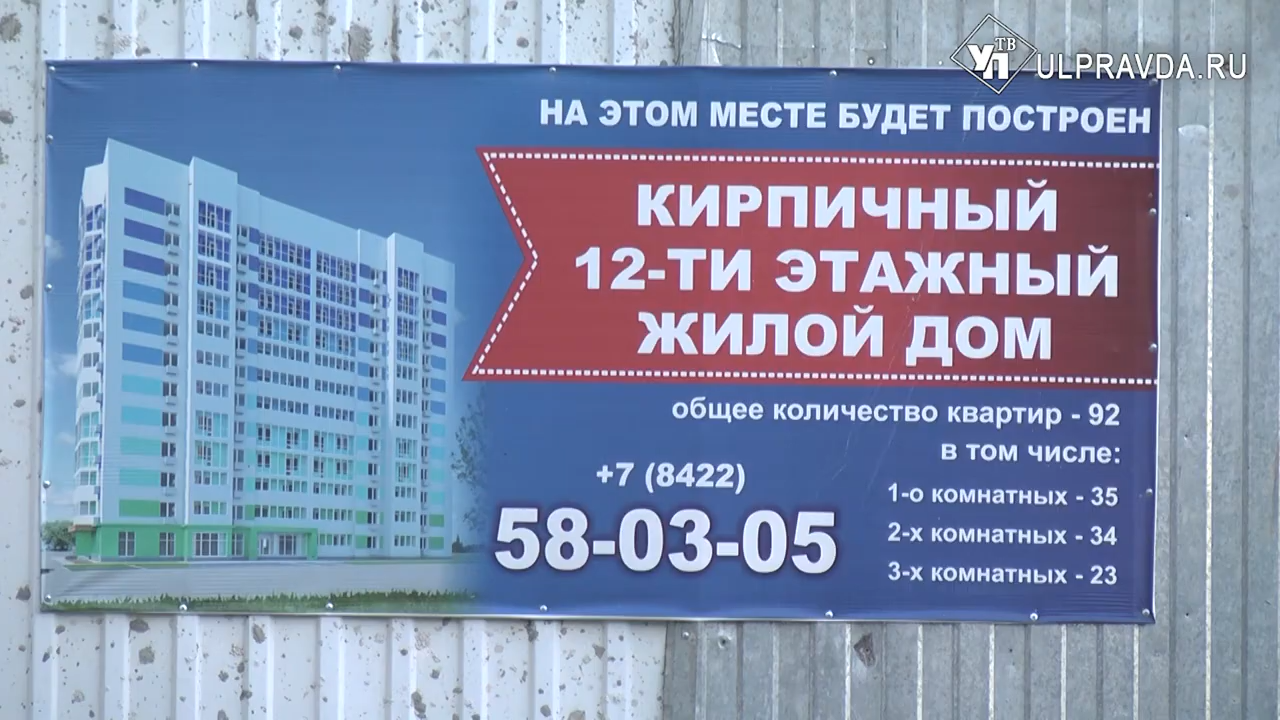 УП ТВ ULPRAVDA.RU
НА ЭТОМ МЕСТЕ БУДЕТ ПОСТРОЕН
КИРПИЧНЫЙ
12-ТИ ЭТАЖНЫЙ
ЖИЛОЙ ДОМ
общее количество квартир - 92
в том числе:
1-о комнатных - 35
2-х комнатных - 34
3-х комнатных - 23
+7 (8422)
58-03-05